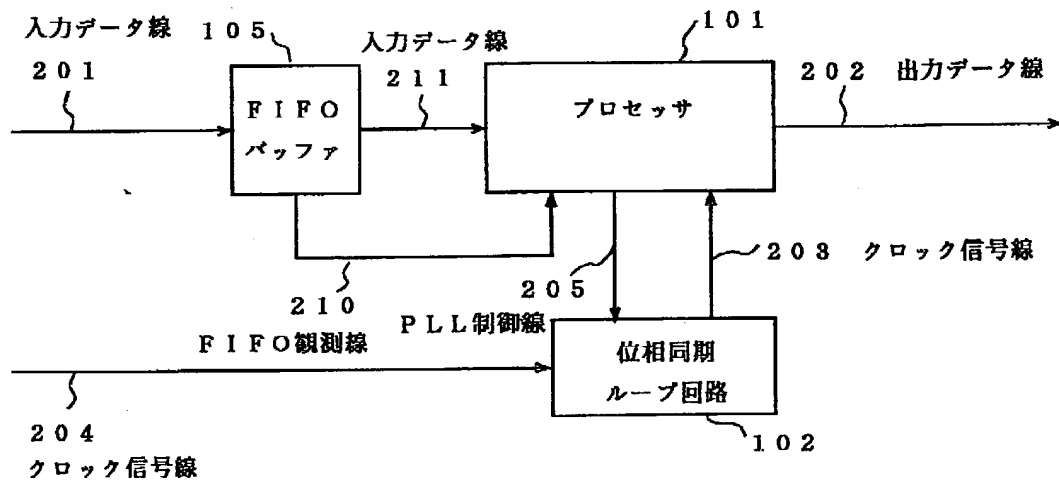 入力データ線
201
105
FIFO
バッファ
入力データ線
211
101
プロセッサ
202 出力データ線
210
FIFO観測線
205
PLL制御線
203 クロック信号線
位相同期
ループ回路
102
204
クロック信号線